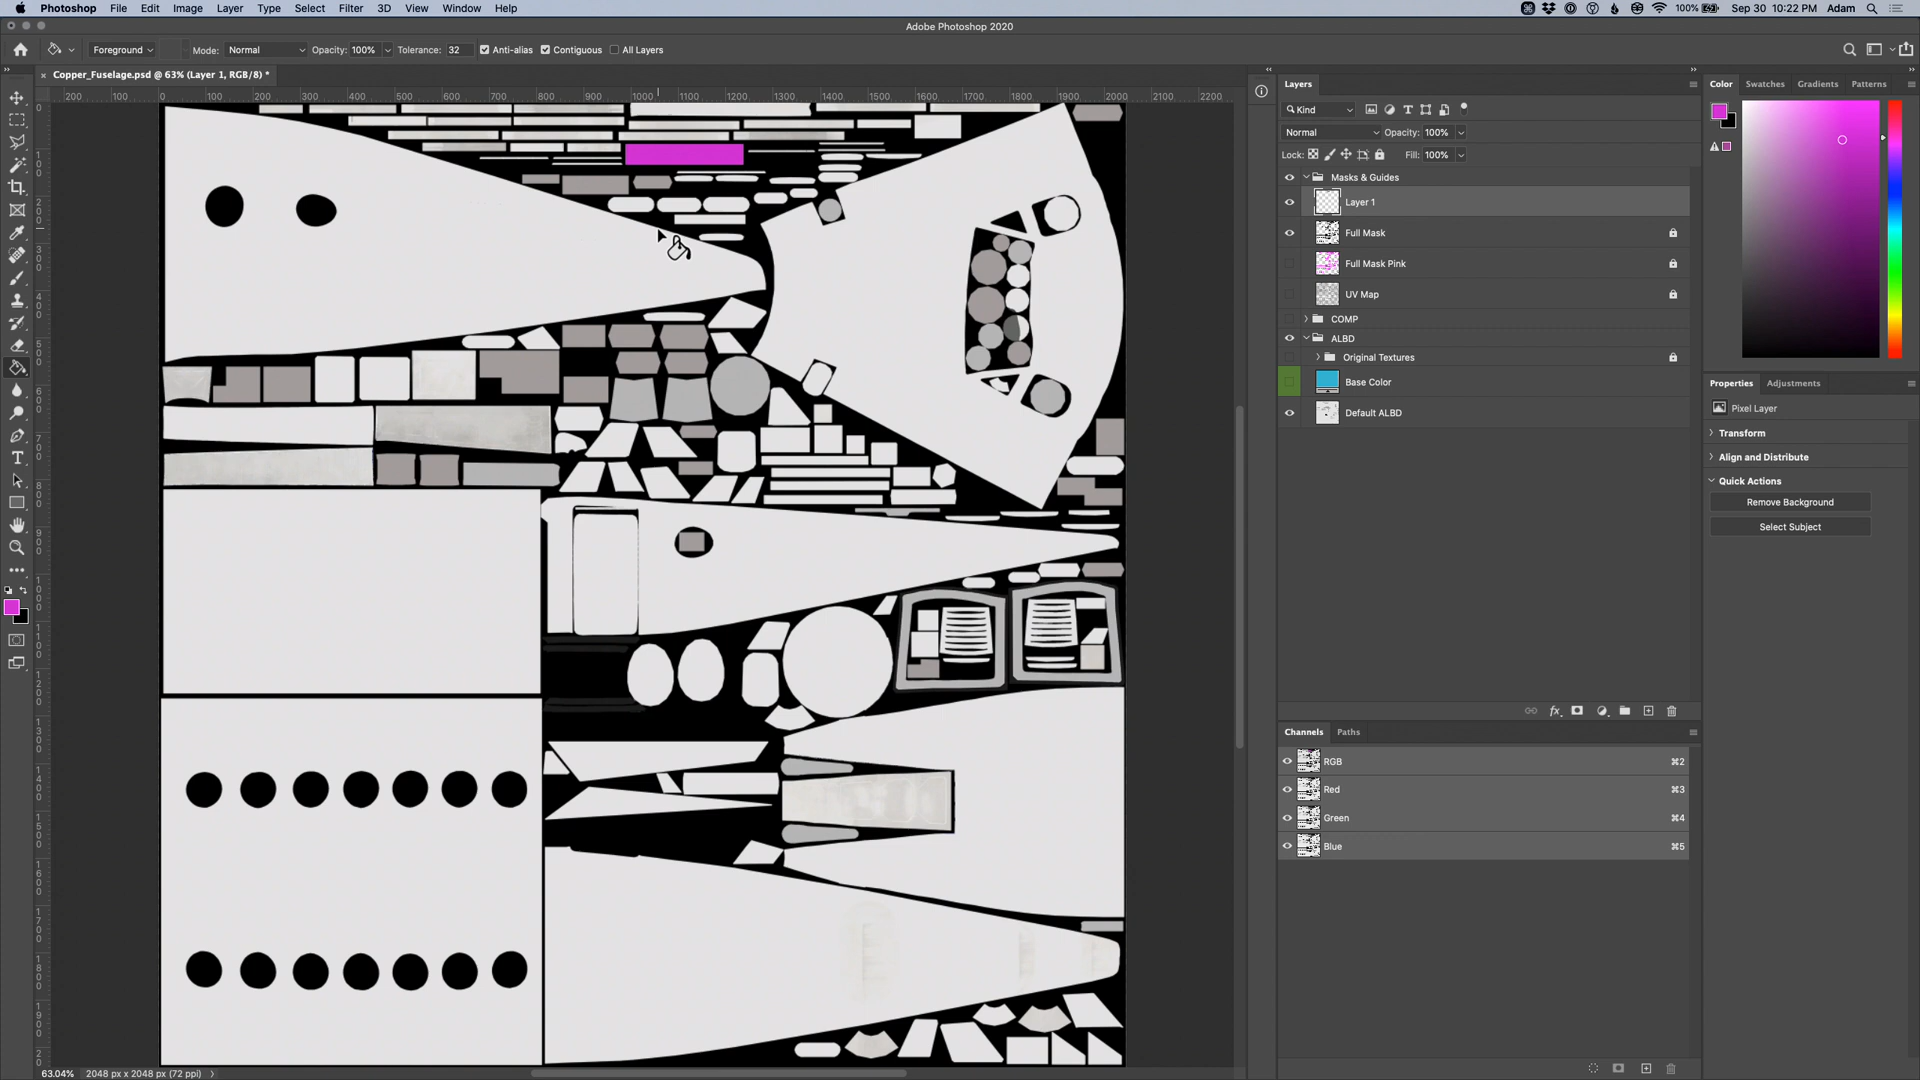 Photoshop File Edit Image Layer Type Select Filter 3D View Window Help 100% Sep 30 10:22 PM Adam
Adobe Photoshop 2020
Foreground Mode: Normal Opacity: 100% Tolerance: 32 Anti-alias Contiguous All Layers
Copper_Fuselage.psd @ 63% (Layer 1, RGB/8) *
200 100 0 100 200 300 400 500 600 700 800 900 1000 1100 1200 1300 1400 1500 1600 1700 1800 1900 2000 2100 2200
Layers
Kind
Normal Opacity: 100%
Lock: Fill: 100%
Masks & Guides
Layer 1
Full Mask
Full Mask Pink
UV Map
COMP
ALBD
Original Textures
Base Color
Default ALBD
fx
Channels Paths
RGB ⌘2
Red ⌘3
Green ⌘4
Blue ⌘5
Color Swatches Gradients Patterns
Properties Adjustments
Pixel Layer
Transform
Align and Distribute
Quick Actions
Remove Background
Select Subject
63.04% 2048 px x 2048 px (72 ppi)